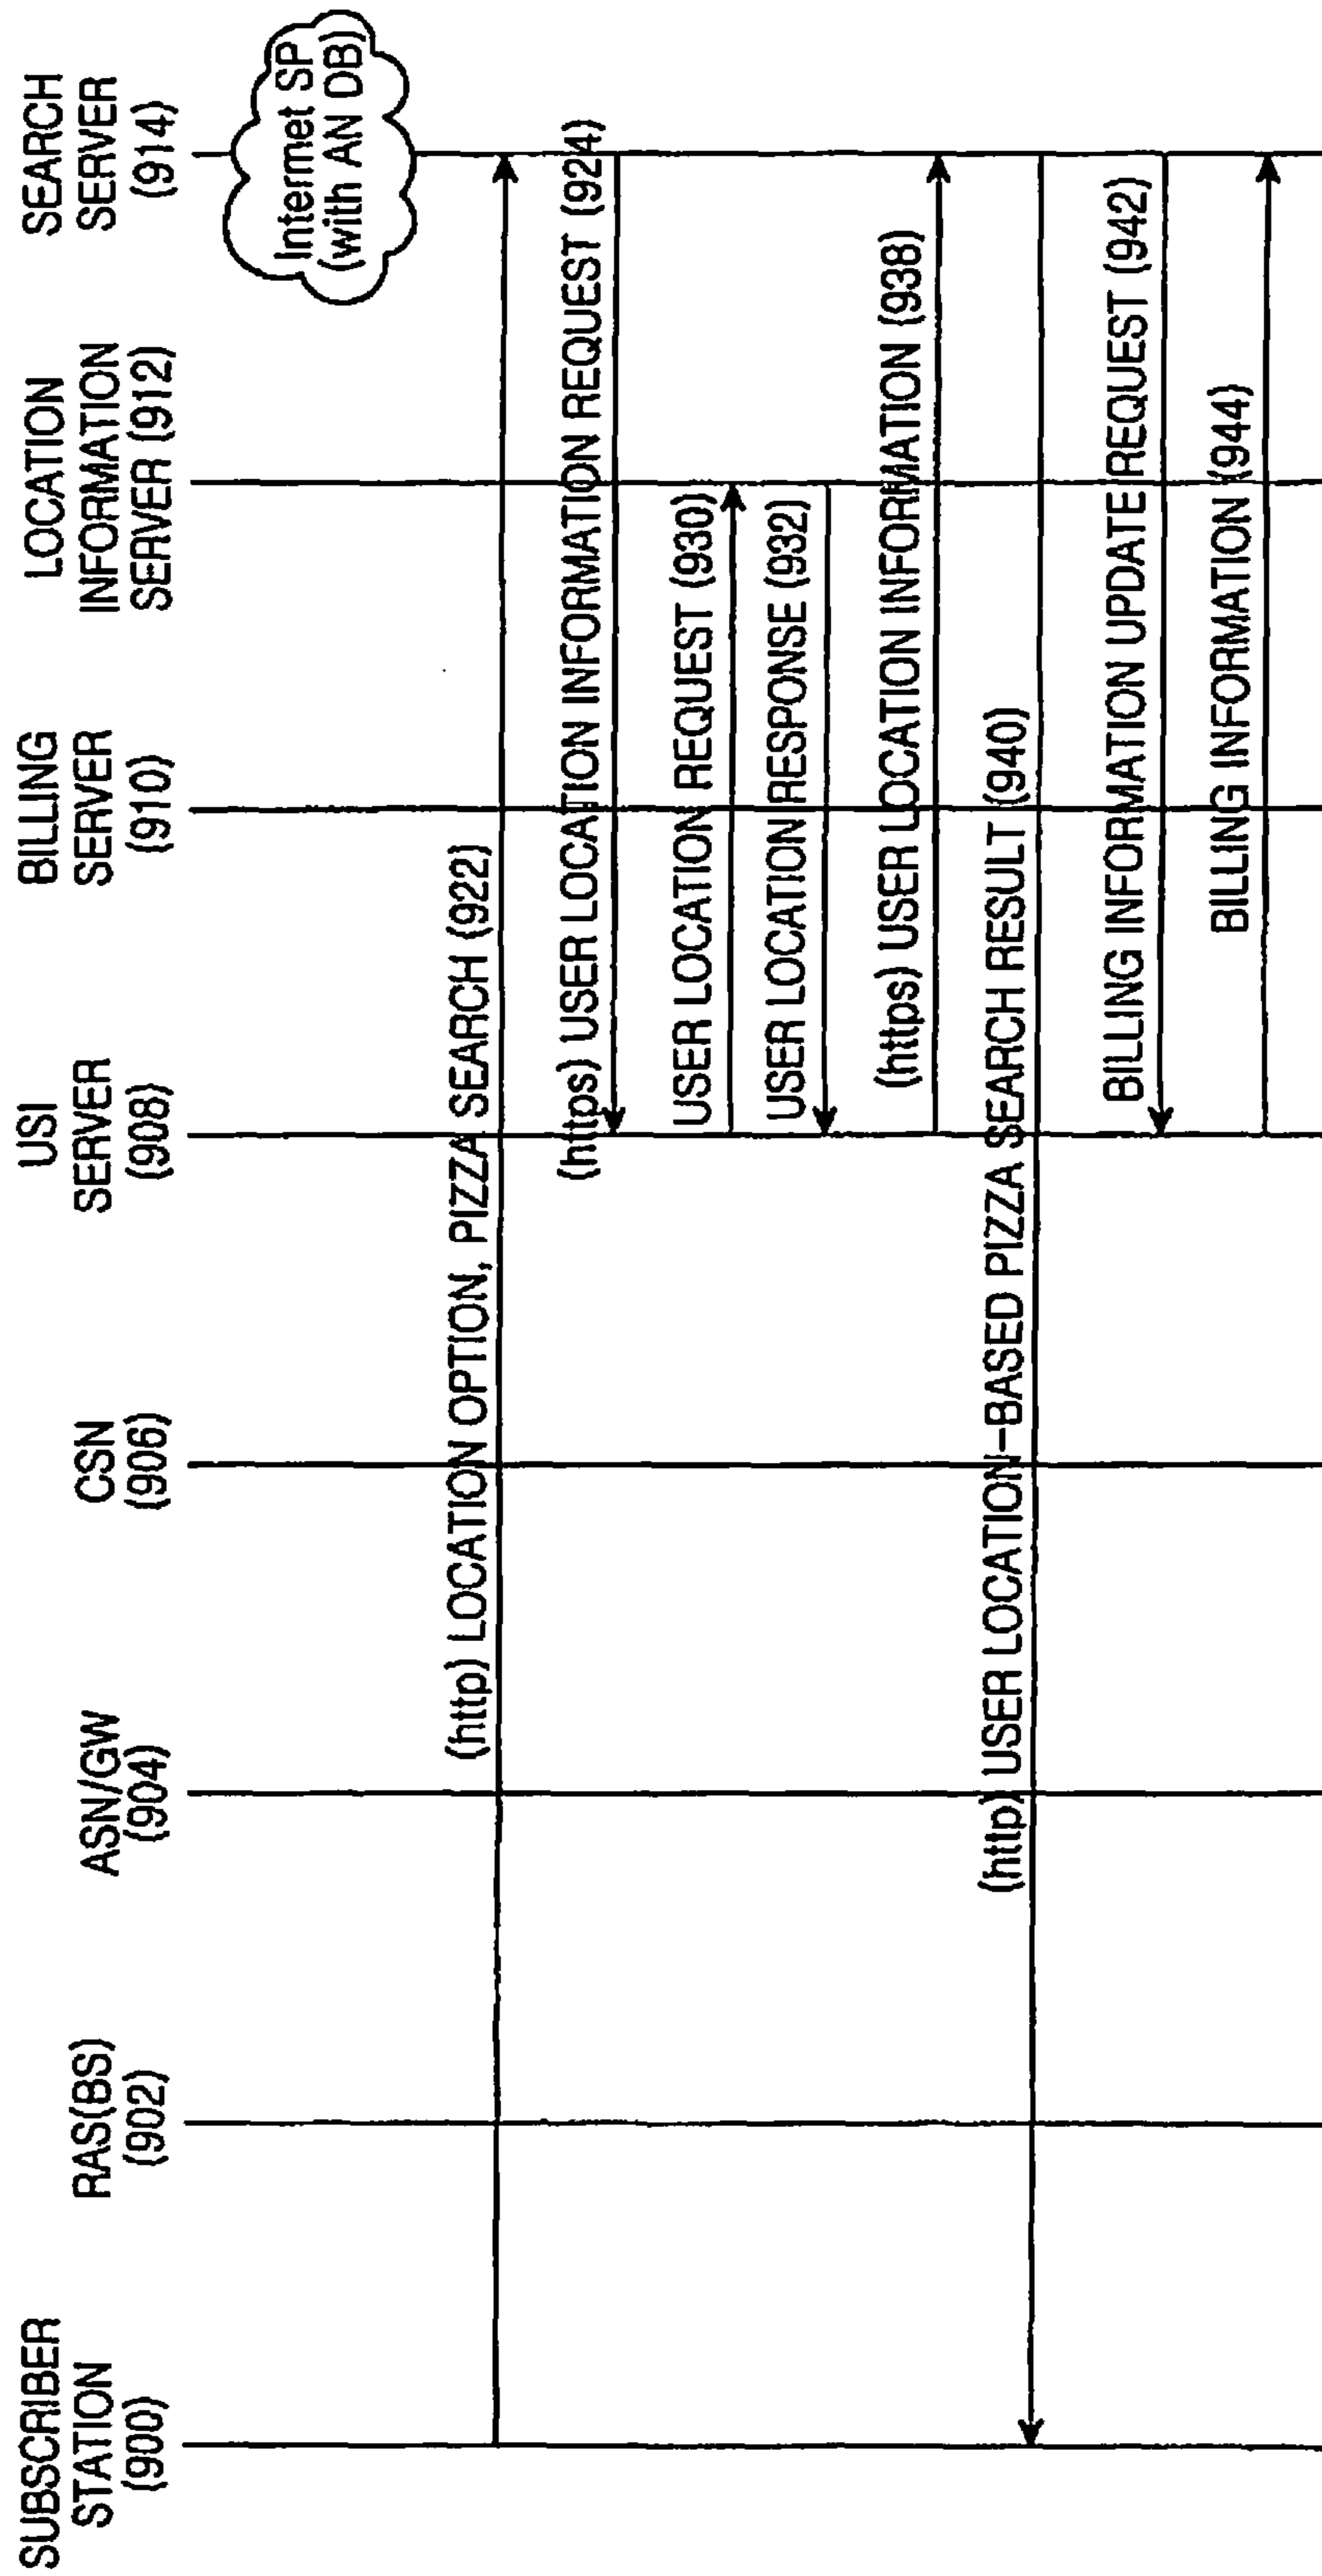 SUBSCRIBER
STATION
(900)
RAS(BS)
(902)
ASN/GW
(904)
CSN
(906)
USI
SERVER
(908)
BILLING
SERVER
(910)
LOCATION
INFORMATION
SERVER (912)
SEARCH
SERVER
(914)
Intermet SP
(with AN DB)
(http) LOCATION OPTION, PIZZA SEARCH (922)
(https) USER LOCATION INFORMATION REQUEST (924)
USER LOCATION REQUEST (930)
USER LOCATION RESPONSE (932)
(https) USER LOCATION INFORMATION (938)
(http) USER LOCATION-BASED PIZZA SEARCH RESULT (940)
BILLING INFORMATION UPDATE REQUEST (942)
BILLING INFORMATION (944)